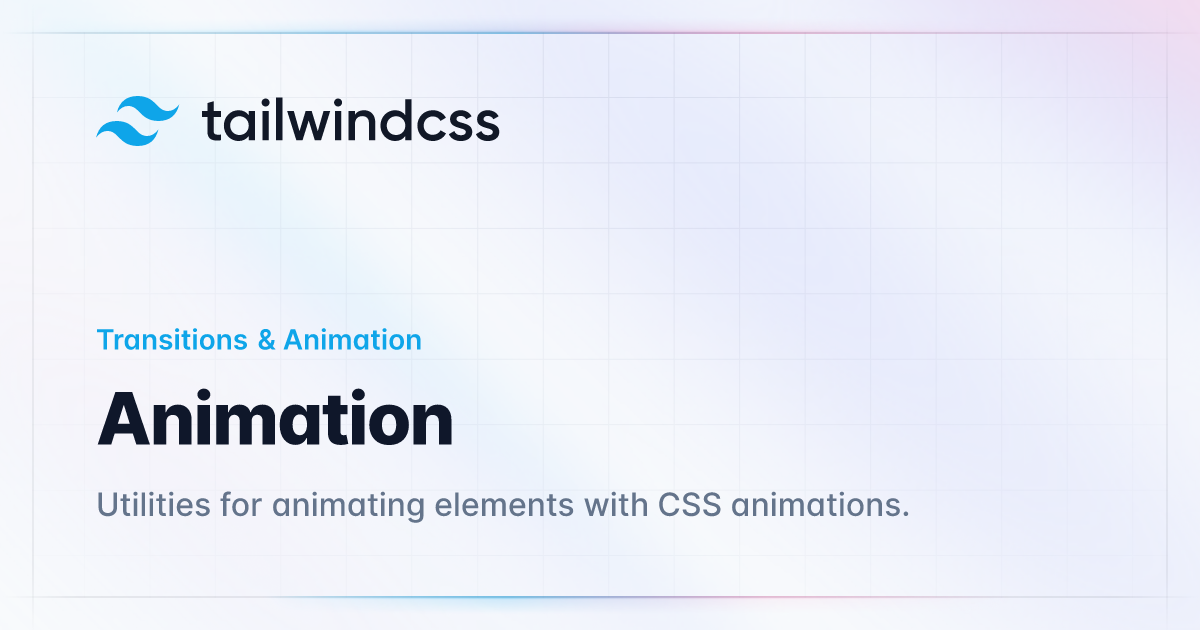 tailwindcss
Transitions & Animation
Animation
Utilities for animating elements with CSS animations.